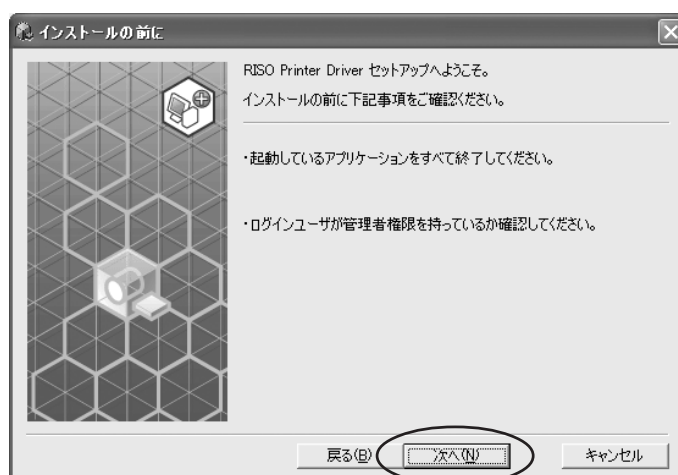 インストールの前に
RISO Printer Driver セットアップへようこそ。
インストールの前に下記事項をご確認ください。
・起動しているアプリケーションをすべて終了してください。
・ログインユーザが管理者権限を持っているか確認してください。
戻る(B) 次へ(N) キャンセル